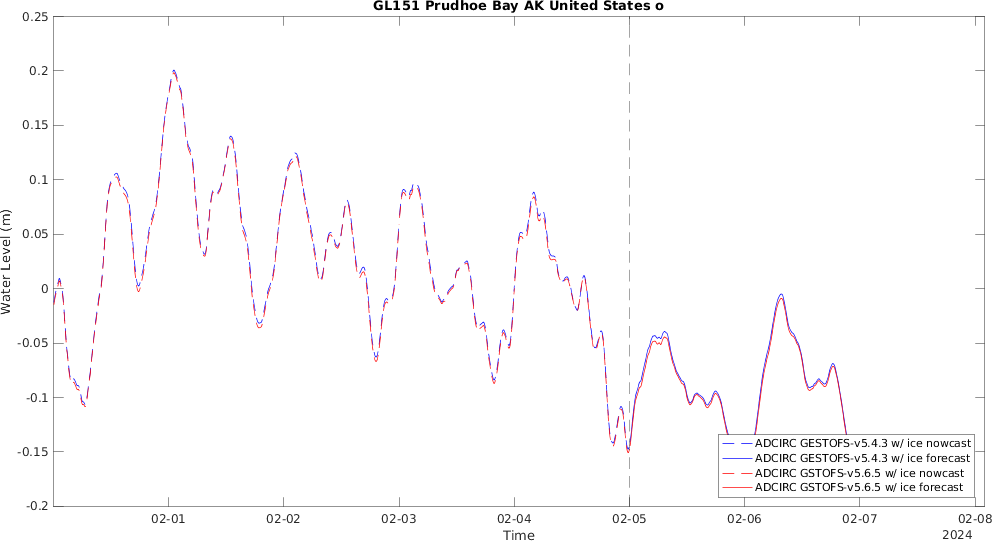 GL151 Prudhoe Bay AK United States o
0.25
0.2
0.15
0.1
0.05
0
-0.05
-0.1
-0.15
-0.2
Water Level (m)
02-01 02-02 02-03 02-04 02-05 02-06 02-07 02-08
Time
2024
ADCIRC GESTOFS-v5.4.3 w/ ice nowcast
ADCIRC GESTOFS-v5.4.3 w/ ice forecast
ADCIRC GSTOFS-v5.6.5 w/ ice nowcast
ADCIRC GSTOFS-v5.6.5 w/ ice forecast